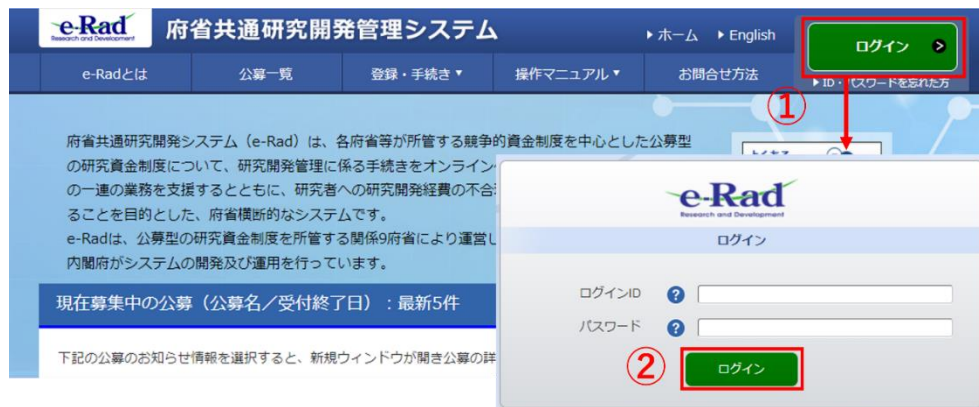 e-Rad
Research and Development
府省共通研究開発管理システム
ホーム
English
ログイン
e-Radとは
公募一覧
登録・手続き▼
操作マニュアル▼
お問合せ方法
ID・パスワードを忘れた方
①
府省共通研究開発システム（e-Rad）は、各府省等が所管する競争的資金制度を中心とした公募型
の研究資金制度について、研究開発管理に係る手続きをオンライン
の一連の業務を支援するとともに、研究者への研究開発経費の不合
ることを目的とした、府省横断的なシステムです。
e-Radは、公募型の研究資金制度を所管する関係9府省により運営し
内閣府がシステムの開発及び運用を行っています。
現在募集中の公募（公募名／受付終了日）：最新5件
下記の公募のお知らせ情報を選択すると、新規ウィンドウが開き公募の詳
e-Rad
Research and Development
ログイン
ログインID
?
パスワード
?
②
ログイン